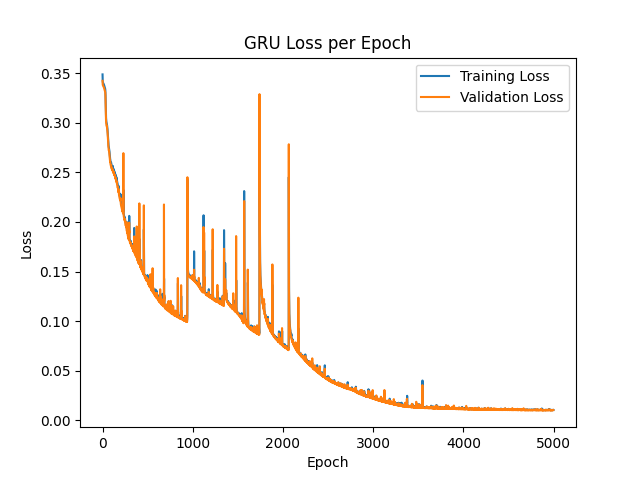 GRU Loss per Epoch
Training Loss
Validation Loss
0.35
0.30
0.25
0.20
0.15
0.10
0.05
0.00
Loss
0 1000 2000 3000 4000 5000
Epoch